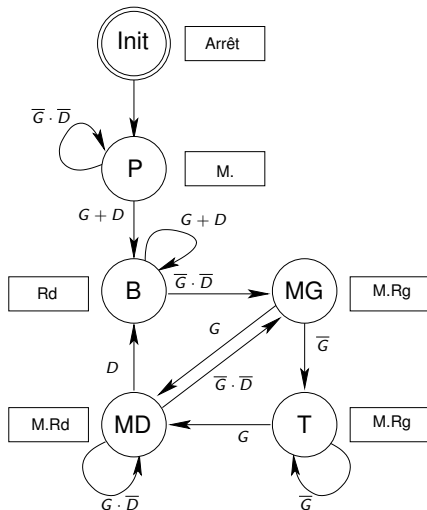 Init Arrêt
G̅ · D̅
P M.
G + D
G + D
Rd B G̅ · D̅ MG M.Rg
G G̅
D G̅ · D̅
M.Rd MD G T M.Rg
G · D̅ G̅